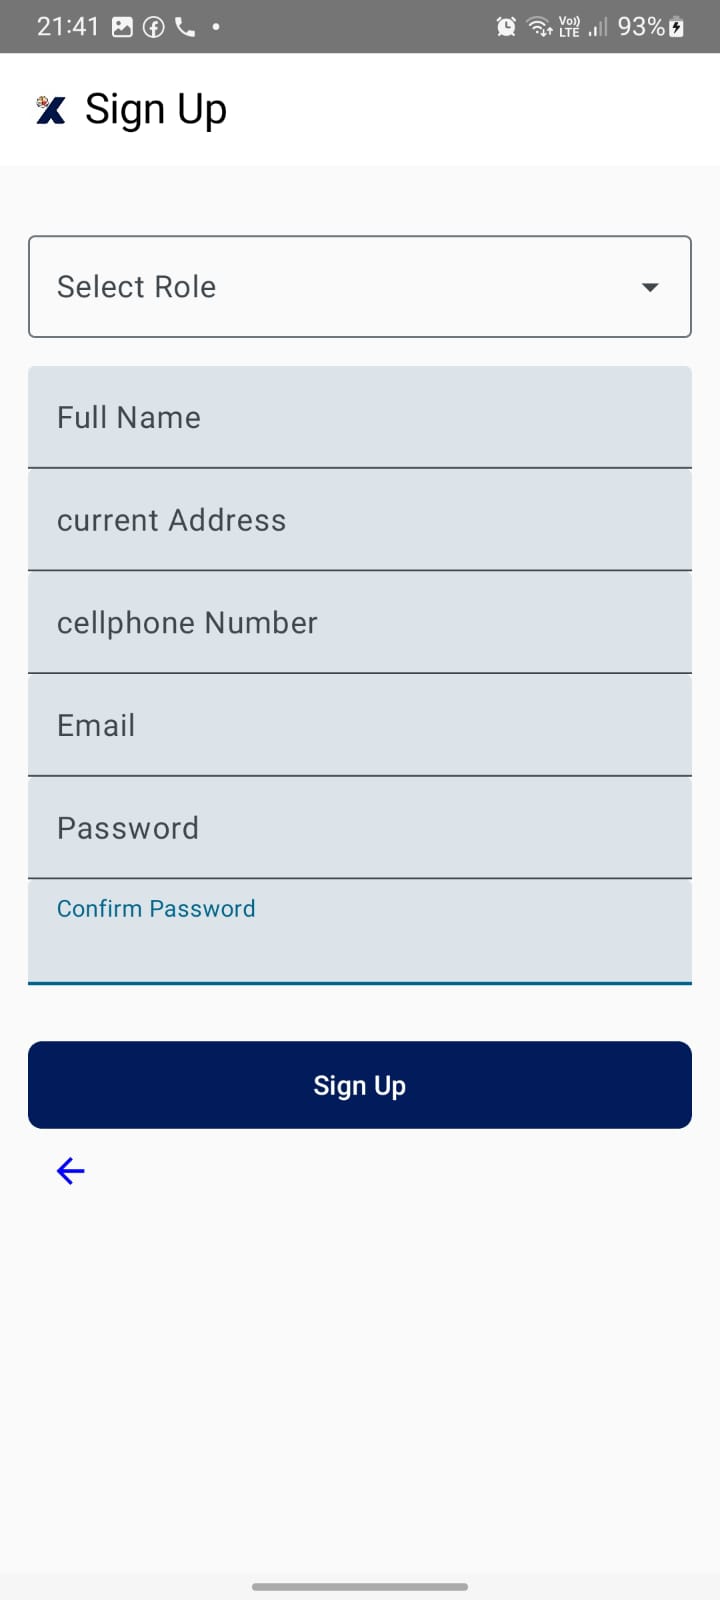 21:41
Vo))
LTE
93%
Sign Up
Select Role
Full Name
current Address
cellphone Number
Email
Password
Confirm Password
Sign Up